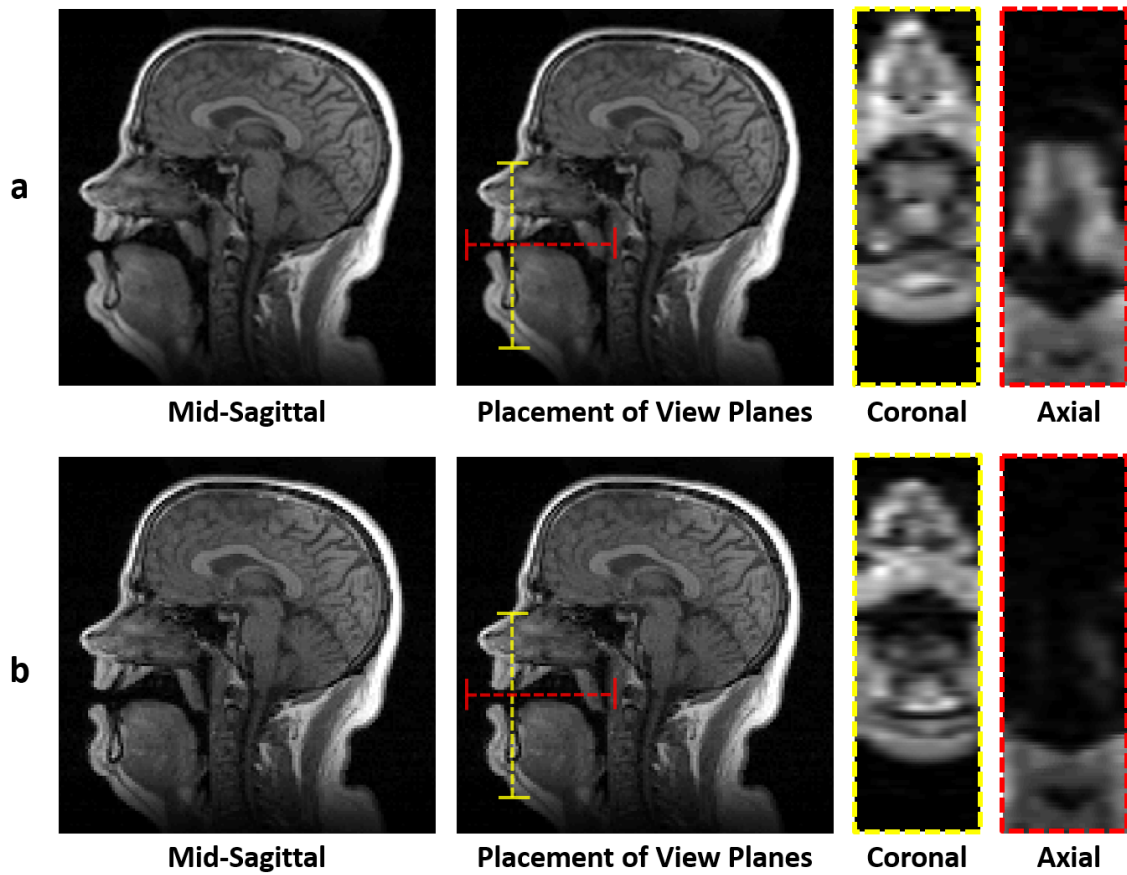 a
Mid-Sagittal
Placement of View Planes
Coronal
Axial
b
Mid-Sagittal
Placement of View Planes
Coronal
Axial